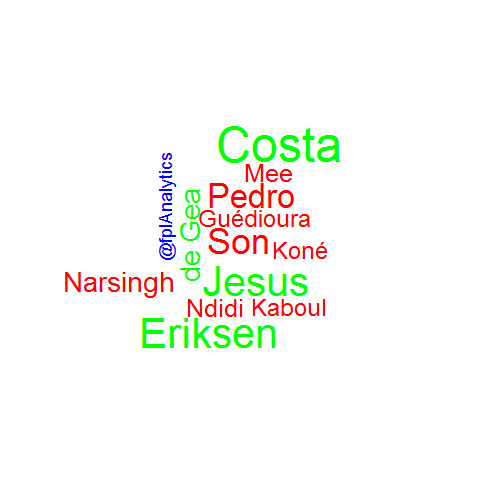 Costa
Mee
Pedro
@fplAnalytics
de Gea
Guédioura
Son
Koné
Narsingh
Jesus
Ndidi
Kaboul
Eriksen